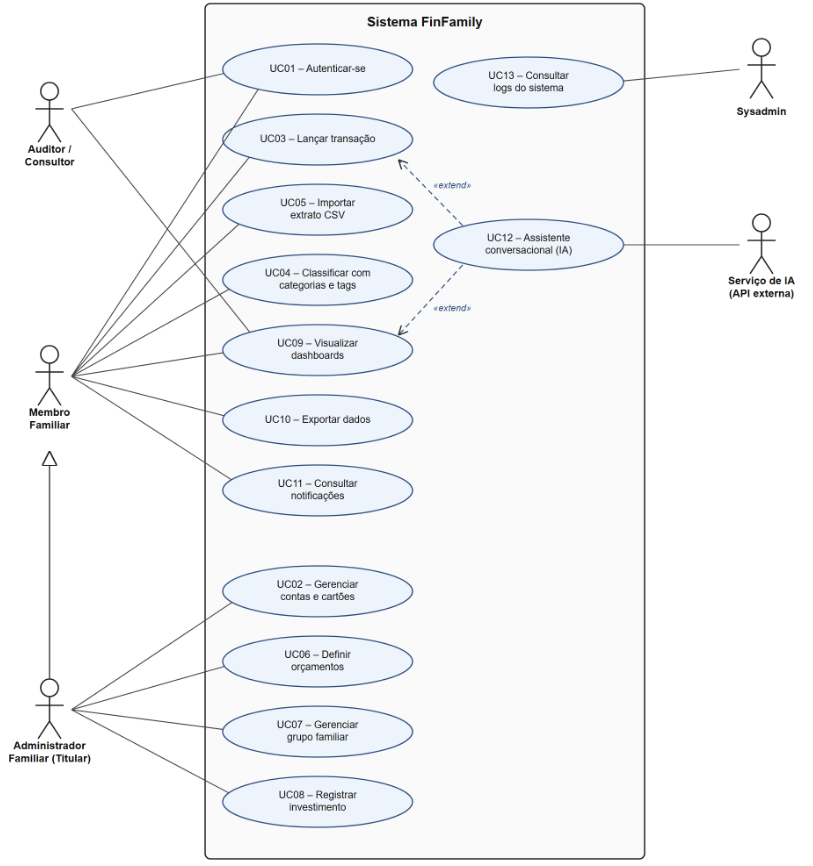 Sistema FinFamily
UC01 – Autenticar-se
UC13 – Consultar
logs do sistema
Sysadmin
Auditor /
Consultor
UC03 – Lançar transação
«extend»
UC05 – Importar
extrato CSV
UC12 – Assistente
conversacional (IA)
Serviço de IA
(API externa)
UC04 – Classificar com
categorias e tags
«extend»
UC09 – Visualizar
dashboards
Membro
Familiar
UC10 – Exportar dados
UC11 – Consultar
notificações
UC02 – Gerenciar
contas e cartões
UC06 – Definir
orçamentos
UC07 – Gerenciar
grupo familiar
Administrador
Familiar (Titular)
UC08 – Registrar
investimento